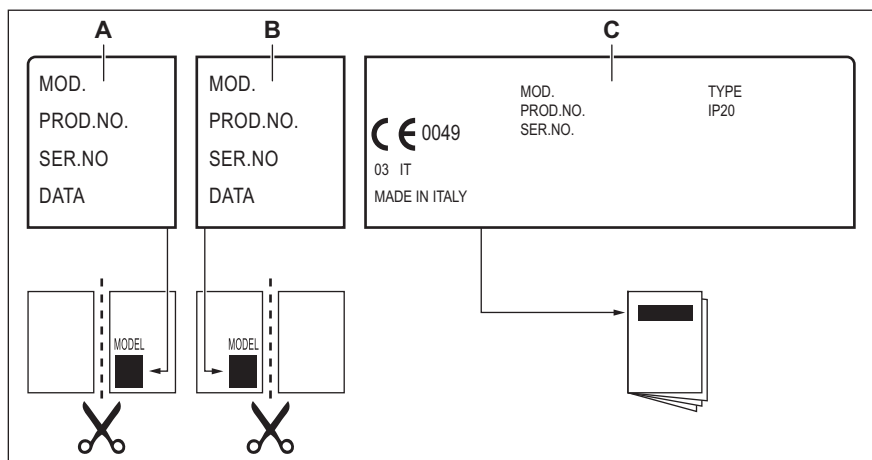 A
B
C
MOD.
PROD.NO.
SER.NO
DATA
MOD.
PROD.NO.
SER.NO
DATA
MOD.
PROD.NO.
SER.NO.
TYPE
IP20
CE 0049
03 IT
MADE IN ITALY
MODEL
MODEL